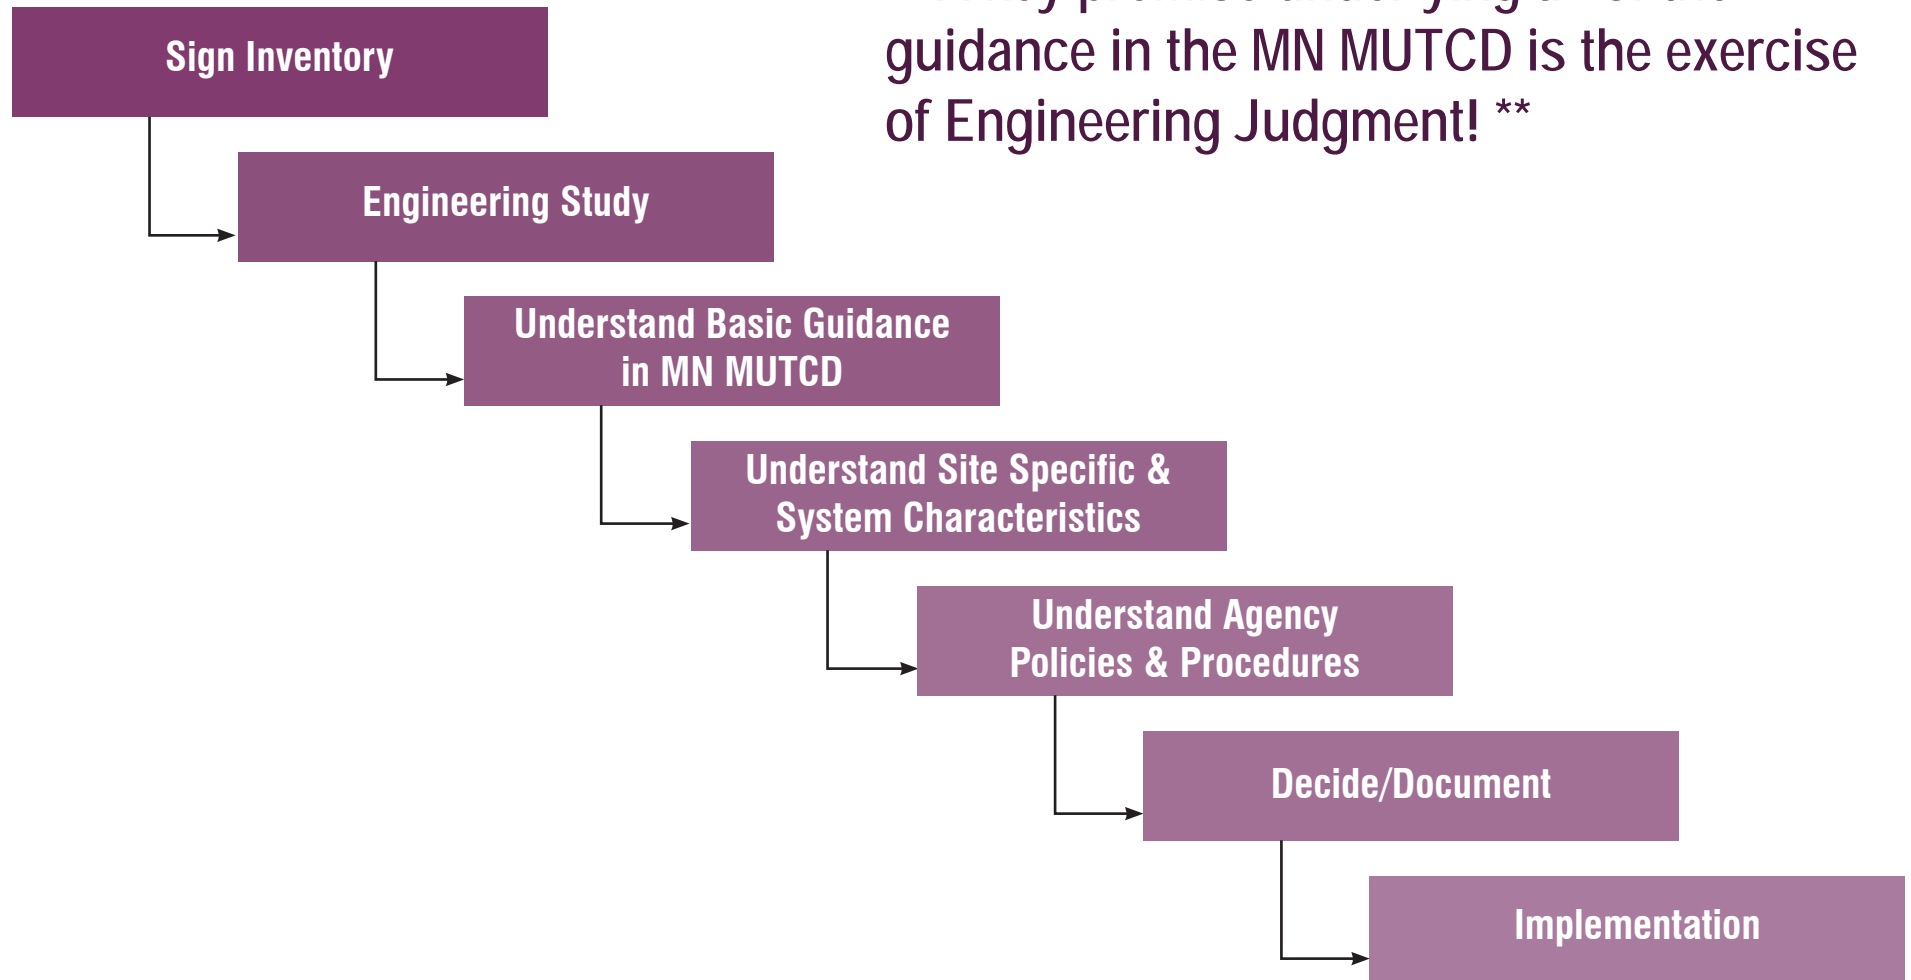 guidance in the MN MUTCD is the exercise
of Engineering Judgment! **
Sign Inventory
Engineering Study
Understand Basic Guidance
in MN MUTCD
Understand Site Specific &
System Characteristics
Understand Agency
Policies & Procedures
Decide/Document
Implementation